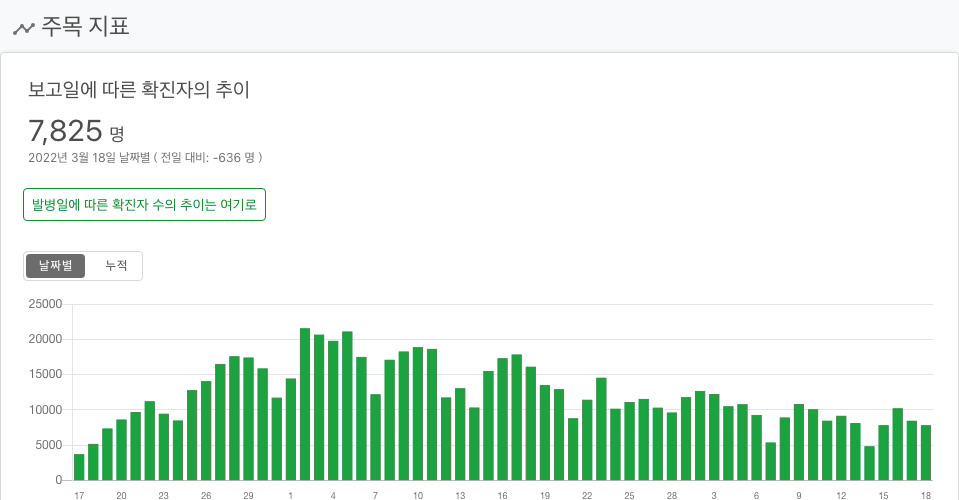 주목 지표
보고일에 따른 확진자의 추이
7,825 명
2022년 3월 18일 날짜별 ( 전일 대비: -636 명 )
발병일에 따른 확진자 수의 추이는 여기로
날짜별 누적
25000
20000
15000
10000
5000
0
17 20 23 26 29 1 4 7 10 13 16 19 22 25 28 3 6 9 12 15 18